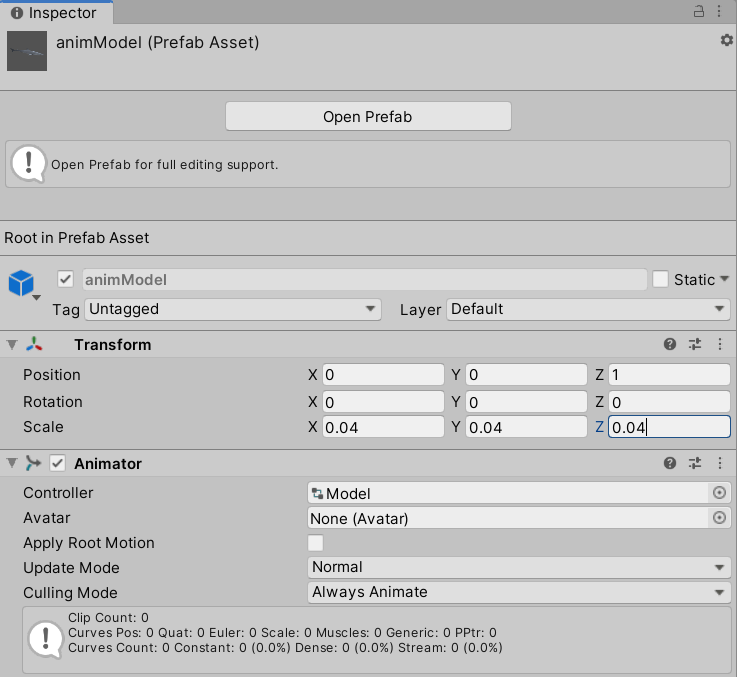 Inspector
animModel (Prefab Asset)
Open Prefab
Open Prefab for full editing support.
Root in Prefab Asset
animModel Static
Tag Untagged Layer Default
Transform
Position X 0 Y 0 Z 1
Rotation X 0 Y 0 Z 0
Scale X 0.04 Y 0.04 Z 0.04
Animator
Controller Model
Avatar None (Avatar)
Apply Root Motion
Update Mode Normal
Culling Mode Always Animate
Clip Count: 0
Curves Pos: 0 Quat: 0 Euler: 0 Scale: 0 Muscles: 0 Generic: 0 PPtr: 0
Curves Count: 0 Constant: 0 (0.0%) Dense: 0 (0.0%) Stream: 0 (0.0%)